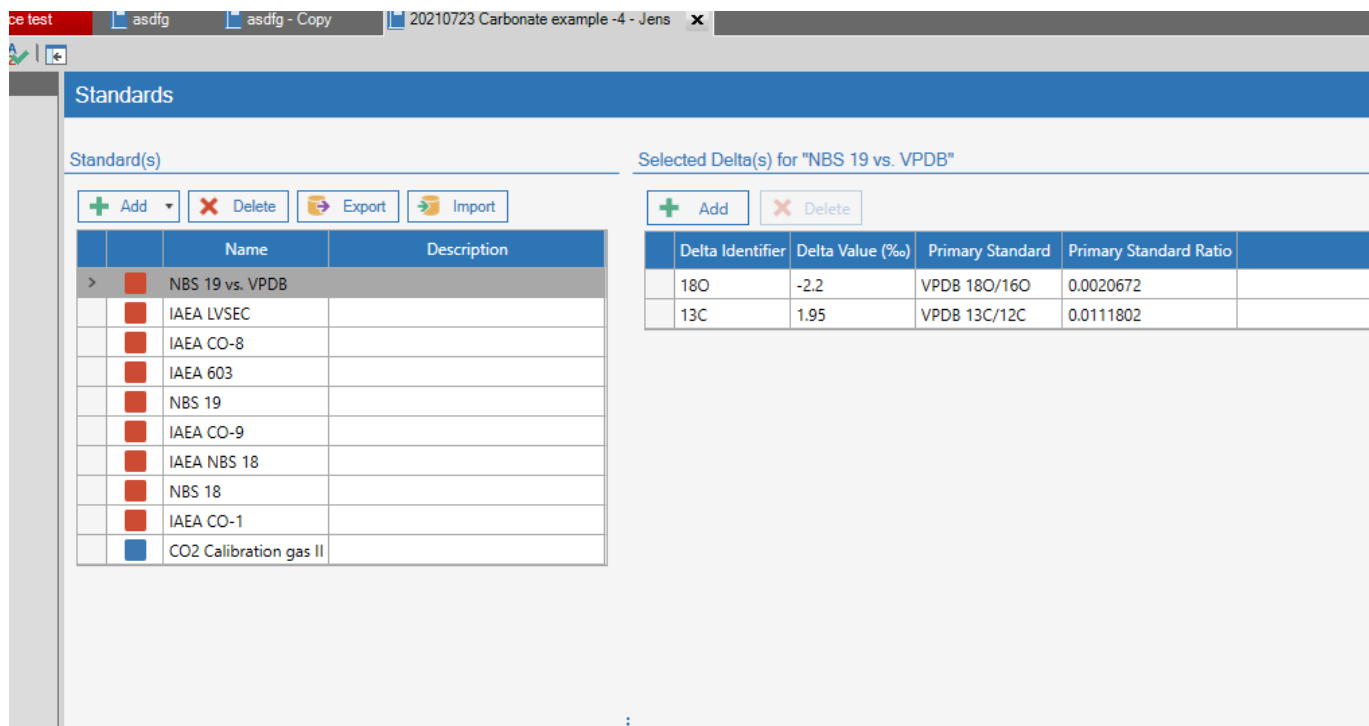 ce test asdfg asdfg - Copy 20210723 Carbonate example -4 - Jens
Standards
Standard(s)
Selected Delta(s) for "NBS 19 vs. VPDB"
Add Delete Export Import
Add Delete
Name Description
Delta Identifier Delta Value (‰) Primary Standard Primary Standard Ratio
NBS 19 vs. VPDB
18O -2.2 VPDB 18O/16O 0.0020672
IAEA LVSEC
13C 1.95 VPDB 13C/12C 0.0111802
IAEA CO-8
IAEA 603
NBS 19
IAEA CO-9
IAEA NBS 18
NBS 18
IAEA CO-1
CO2 Calibration gas II